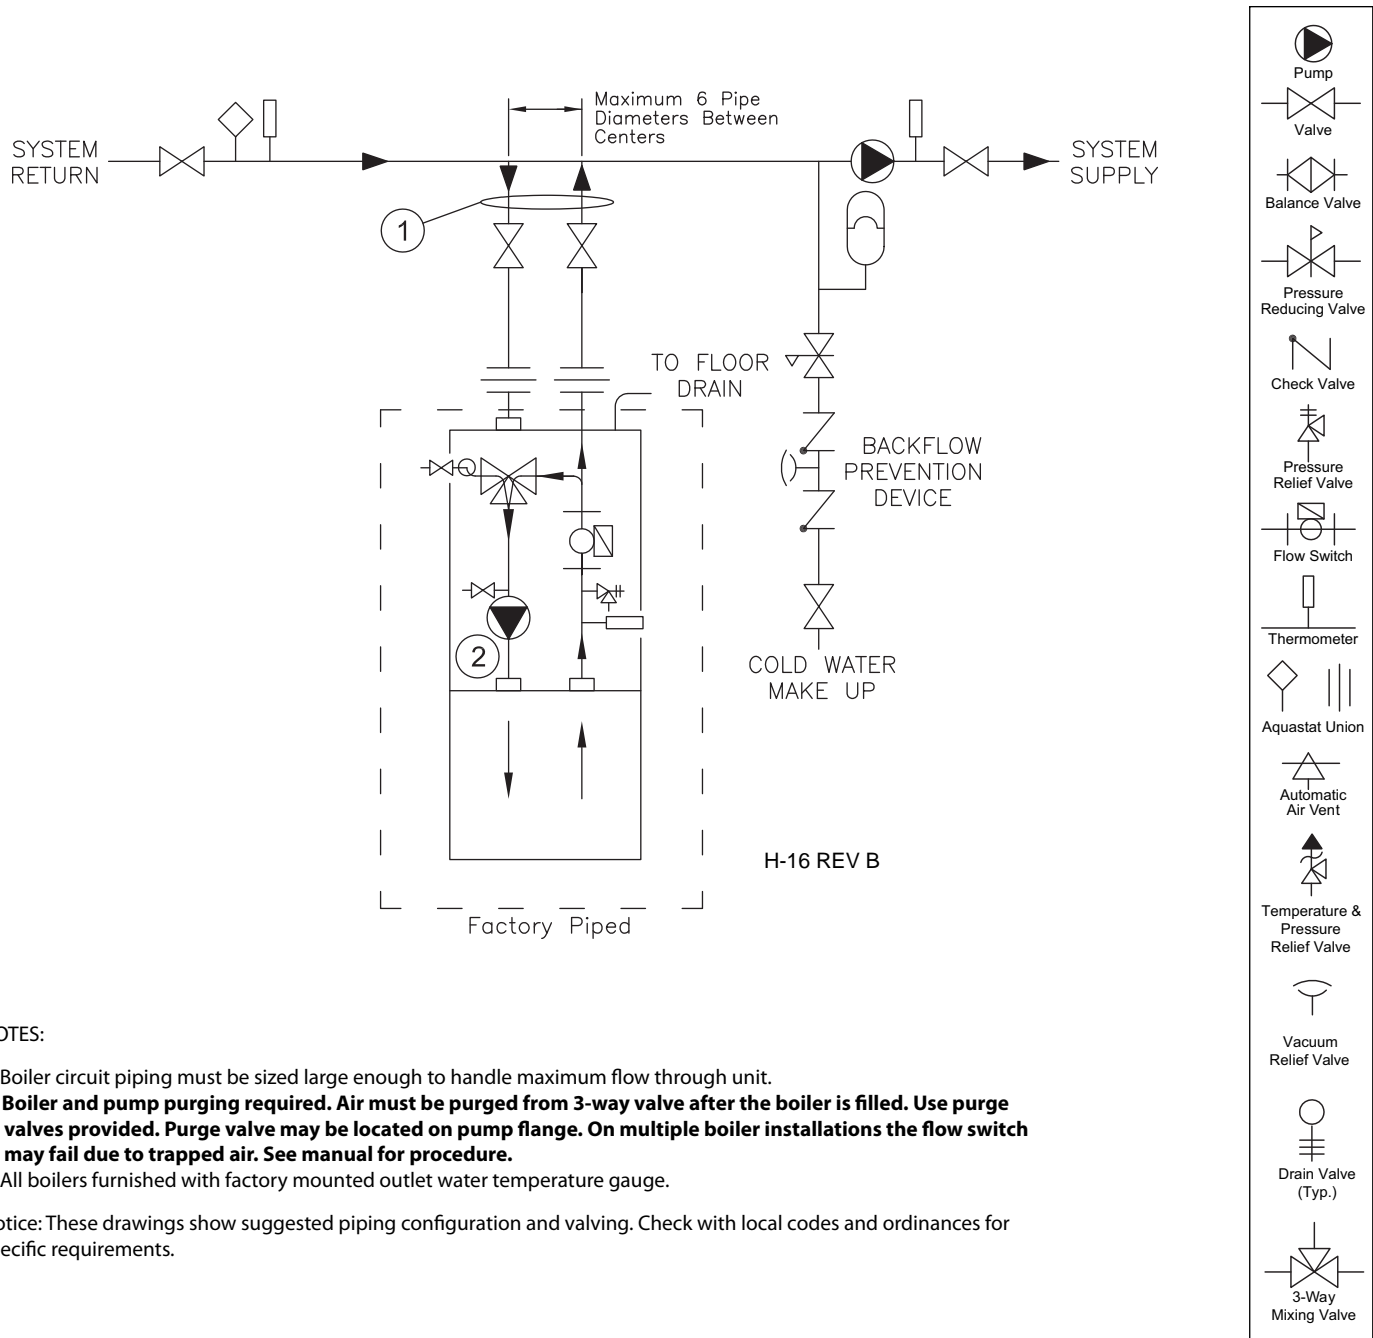 Maximum 6 Pipe
Diameters Between
Centers
SYSTEM
RETURN
SYSTEM
SUPPLY
1
TO FLOOR
DRAIN
BACKFLOW
PREVENTION
DEVICE
2
COLD WATER
MAKE UP
H-16 REV B
Factory Piped
OTES:
Boiler circuit piping must be sized large enough to handle maximum flow through unit.
Boiler and pump purging required. Air must be purged from 3-way valve after the boiler is filled. Use purge
valves provided. Purge valve may be located on pump flange. On multiple boiler installations the flow switch
may fail due to trapped air. See manual for procedure.
All boilers furnished with factory mounted outlet water temperature gauge.
otice: These drawings show suggested piping configuration and valving. Check with local codes and ordinances for
ecific requirements.
Pump
Valve
Balance Valve
Pressure
Reducing Valve
Check Valve
Pressure
Relief Valve
Flow Switch
Thermometer
Aquastat Union
Automatic
Air Vent
Temperature &
Pressure
Relief Valve
Vacuum
Relief Valve
Drain Valve
(Typ.)
3-Way
Mixing Valve